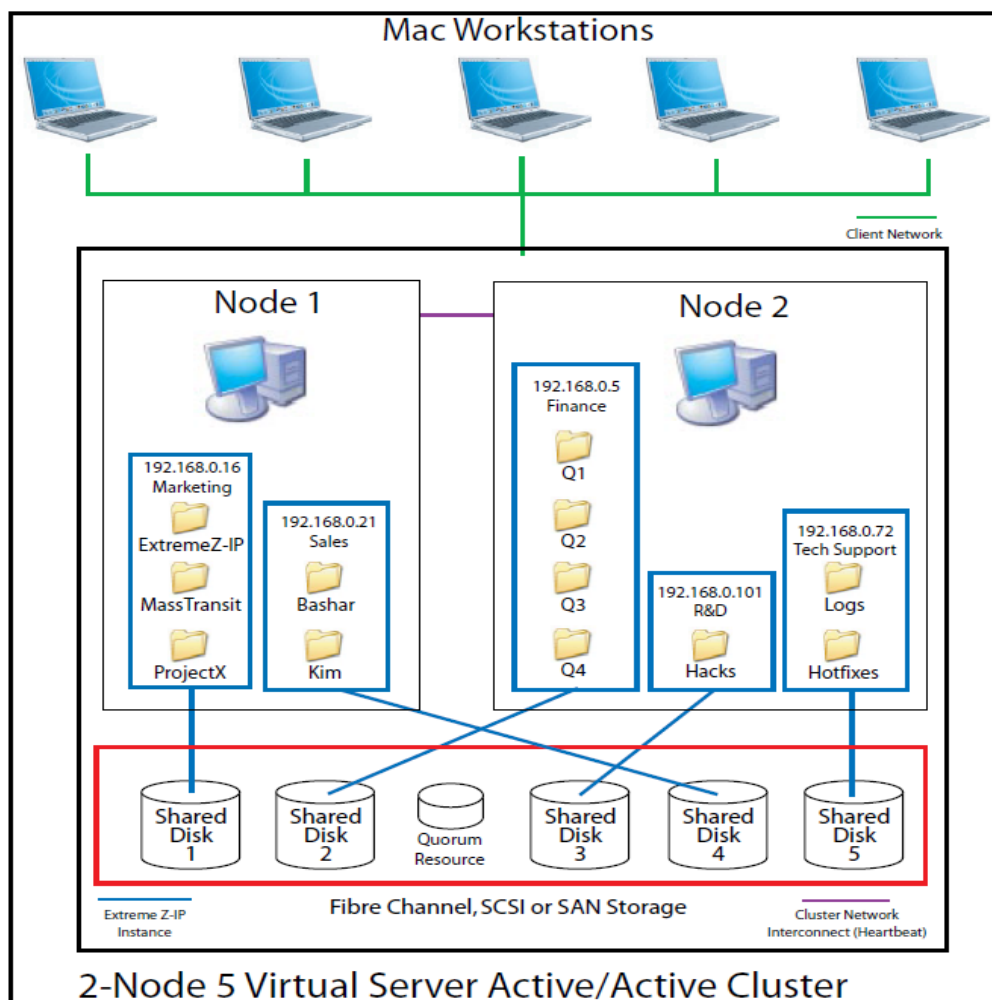 Mac Workstations
Client Network
Node 1
Node 2
192.168.0.16
Marketing
ExtremeZ-IP
MassTransit
ProjectX
192.168.0.21
Sales
Bashar
Kim
192.168.0.5
Finance
Q1
Q2
Q3
Q4
192.168.0.101
R&D
Hacks
192.168.0.72
Tech Support
Logs
Hotfixes
Shared
Disk
1
Shared
Disk
2
Quorum
Resource
Shared
Disk
3
Shared
Disk
4
Shared
Disk
5
Extreme Z-IP
Instance
Fibre Channel, SCSI or SAN Storage
Cluster Network
Interconnect (Heartbeat)
2-Node 5 Virtual Server Active/Active Cluster